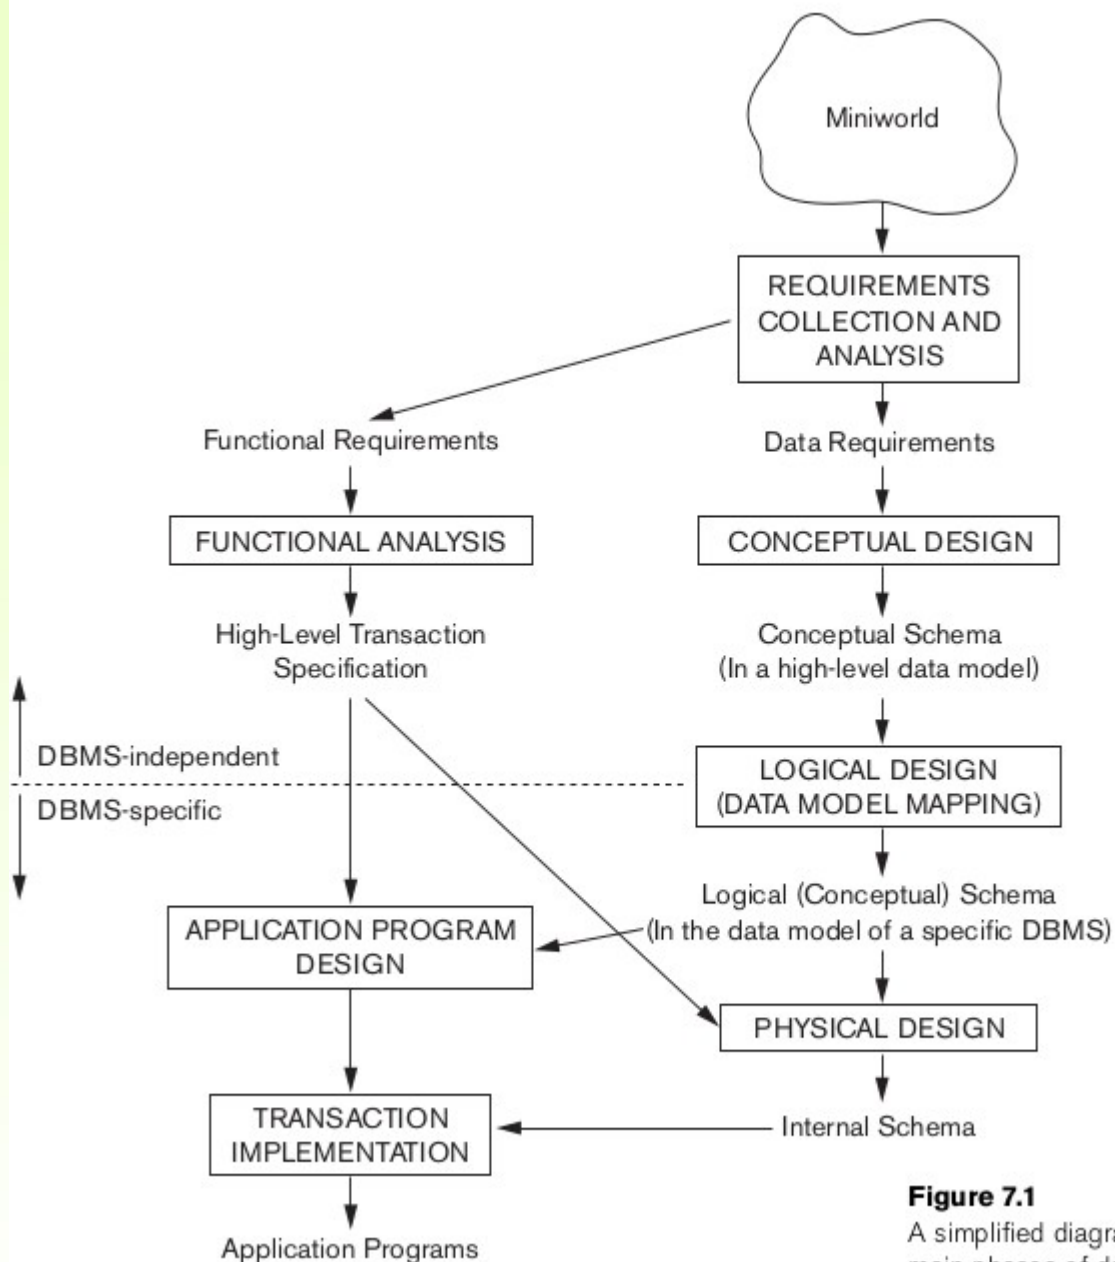 Miniworld
REQUIREMENTS
COLLECTION AND
ANALYSIS
Functional Requirements
Data Requirements
FUNCTIONAL ANALYSIS
CONCEPTUAL DESIGN
High-Level Transaction
Specification
Conceptual Schema
(In a high-level data model)
DBMS-independent
DBMS-specific
LOGICAL DESIGN
(DATA MODEL MAPPING)
Logical (Conceptual) Schema
(In the data model of a specific DBMS)
APPLICATION PROGRAM
DESIGN
PHYSICAL DESIGN
TRANSACTION
IMPLEMENTATION
Internal Schema
Application Programs
Figure 7.1
A simplified diagra